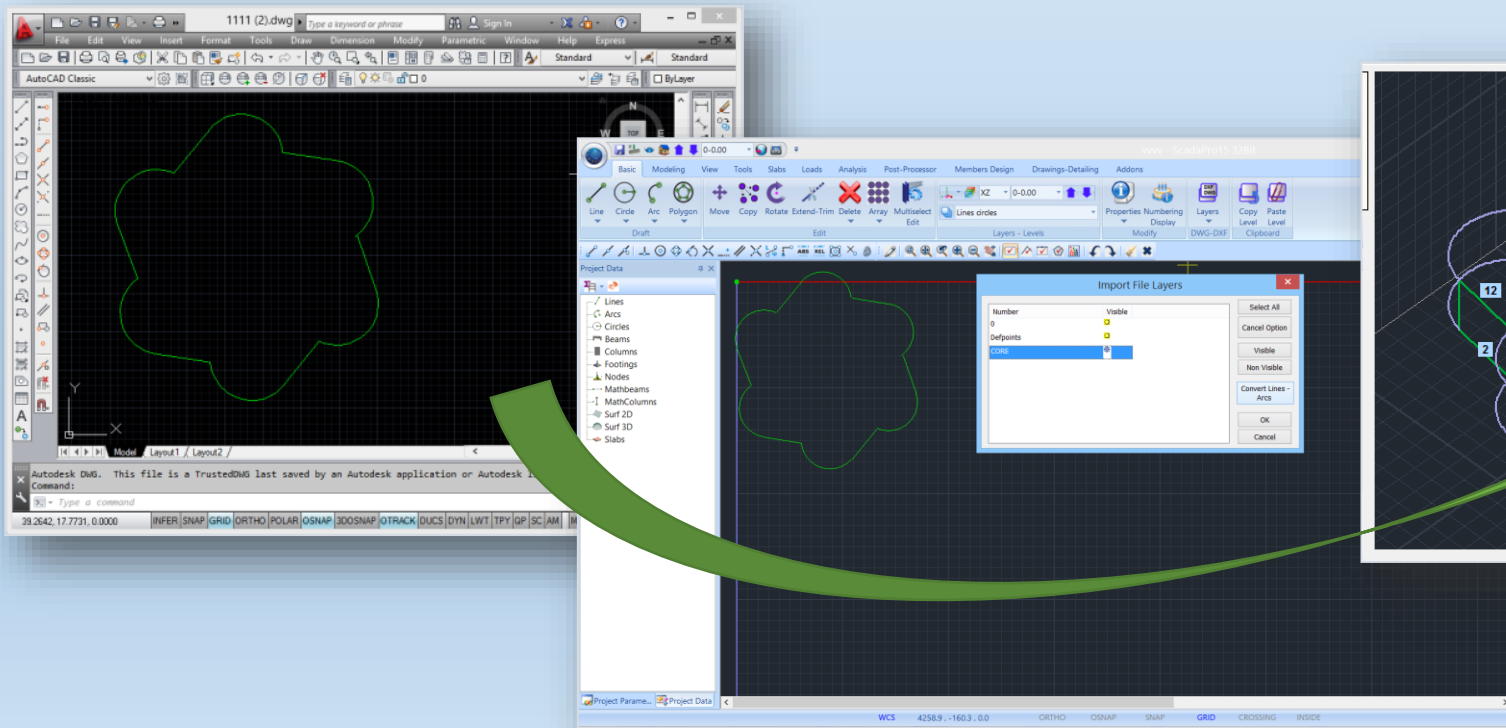 1111 (2).dwg Type a keyword or phrase Sign In
File Edit View Insert Format Tools Draw Dimension Modify Parametric Window Help Express
Standard Standard
AutoCAD Classic 0 ByLayer
N
W TOP E
Y
X
Model Layout1 Layout2
Autodesk DWG. This file is a TrustedDWG last saved by an Autodesk application or Autodesk
Command:
Type a command
39.2642, 17.7731, 0.0000 INFER SNAP GRID ORTHO POLAR OSNAP 3DOSNAP OTRACK DUCS DYN LWT TPY QP SC AM
0-0.00 ScadaPro15 32Bit
Basic Modeling View Tools Slabs Loads Analysis Post-Processor Members Design Drawings-Detailing Addons
XZ 0-0.00
Line Circle Arc Polygon Move Copy Rotate Extend-Trim Delete Array Multiselect Edit Lines circles Properties Numbering Display Layers Copy Level Paste Level
Draft Edit Layers - Levels Modify DWG-DXF Clipboard
Project Data
Lines
Arcs
Circles
Beams
Columns
Footings
Nodes
Mathbeams
MathColumns
Surf 2D
Surf 3D
Slabs
Import File Layers
Number Visible
0
Defpoints
CORE
Select All
Cancel Option
Visible
Non Visible
Convert Lines -
Arcs
OK
Cancel
12
2
Project Parame... Project Data
WCS 4258.9 , -160.3 , 0.0 ORTHO OSNAP SNAP GRID CROSSING INSIDE